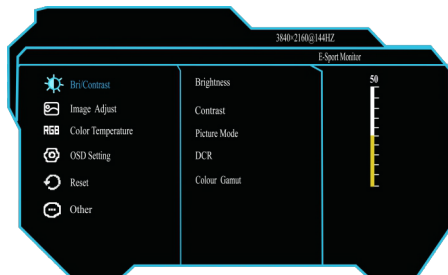 3840×2160@144HZ
E-Sport Monitor
Bri/Contrast
Image Adjust
RGB Color Temperature
OSD Setting
Reset
Other
Brightness
Contrast
Picture Mode
DCR
Colour Gamut
50